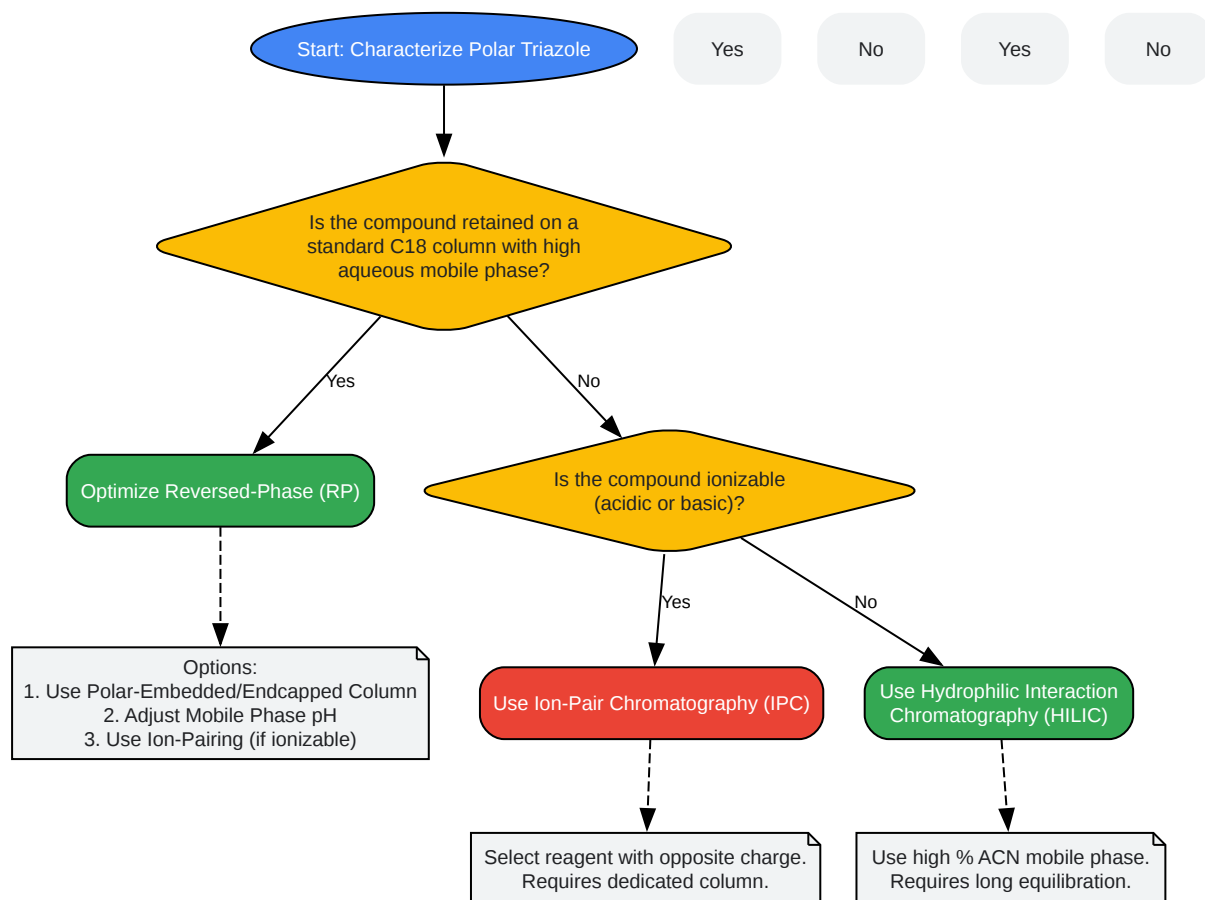 Start: Characterize Polar Triazole
Yes
No
Yes
No
Is the compound retained on a
standard C18 column with high
aqueous mobile phase?
Yes
No
Optimize Reversed-Phase (RP)
Is the compound ionizable
(acidic or basic)?
Yes
No
Options:
1. Use Polar-Embedded/Endcapped Column
2. Adjust Mobile Phase pH
3. Use Ion-Pairing (if ionizable)
Use Ion-Pair Chromatography (IPC)
Use Hydrophilic Interaction
Chromatography (HILIC)
Select reagent with opposite charge.
Requires dedicated column.
Use high % ACN mobile phase.
Requires long equilibration.